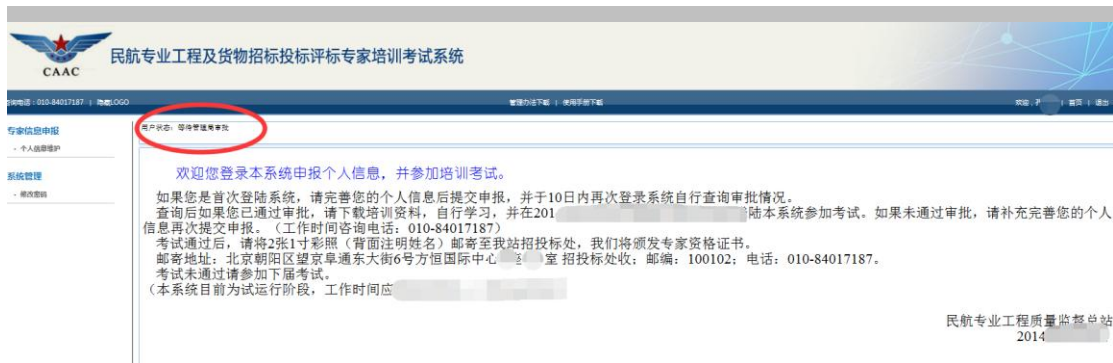 CAAC
民航专业工程及货物招标投标评标专家培训考试系统
咨询电话：010-84017187 | 隐藏LOGO
管理办法下载 | 使用手册下载
欢迎，孔 | 首页 | 退出
专家信息申报
- 个人信息维护
系统管理
- 修改密码
用户状态：等待管理局审批
欢迎您登录本系统申报个人信息，并参加培训考试。
如果您是首次登陆系统，请完善您的个人信息后提交申报，并于10日内再次登录系统自行查询审批情况。
查询后如果您已通过审批，请下载培训资料，自行学习，并在201 陆本系统参加考试。如果未通过审批，请补充完善您的个人
信息再次提交申报。（工作时间咨询电话：010-84017187）
考试通过后，请将2张1寸彩照（背面注明姓名）邮寄至我站招投标处，我们将颁发专家资格证书。
邮寄地址：北京朝阳区望京阜通东大街6号方恒国际中心 座 室 招投标处收；邮编：100102；电话：010-84017187。
考试未通过请参加下届考试。
（本系统目前为试运行阶段，工作时间应
民航专业工程质量监督总站
2014